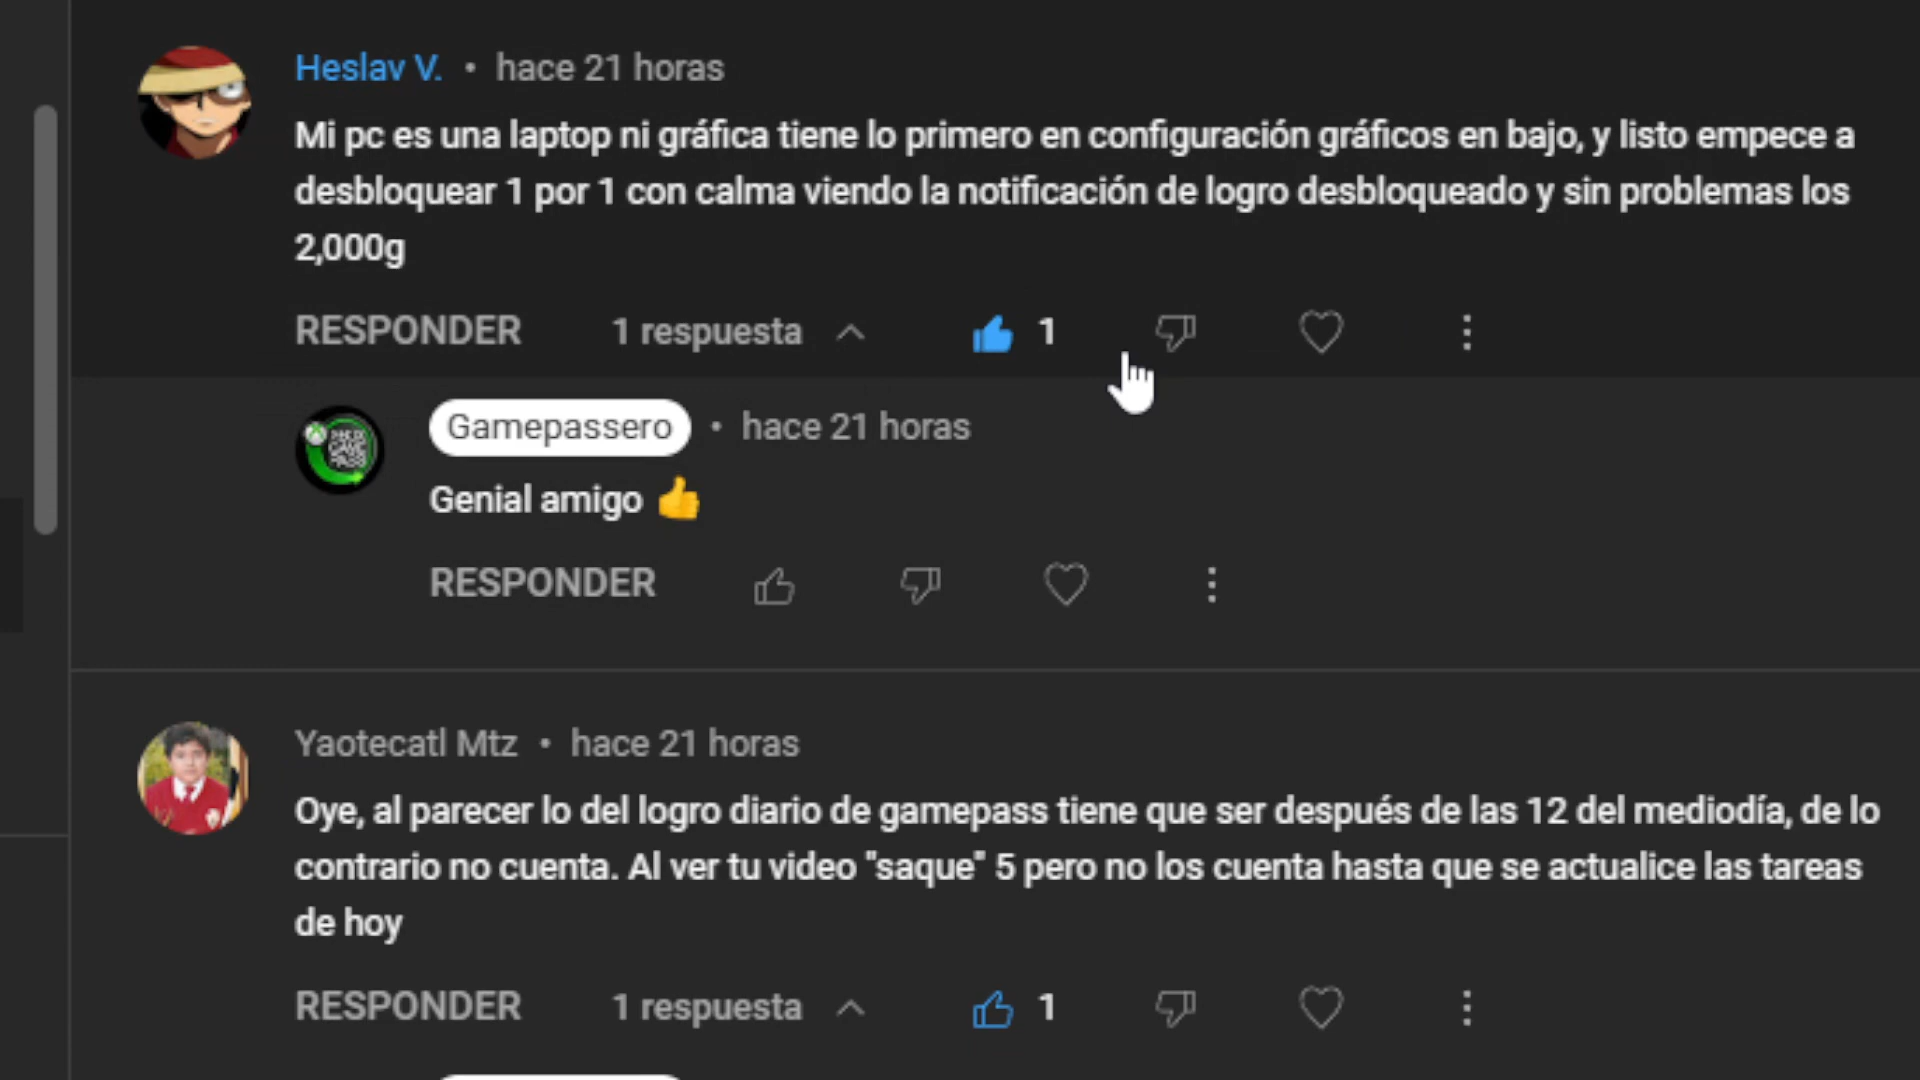 Heslav V. • hace 21 horas
Mi pc es una laptop ni gráfica tiene lo primero en configuración gráficos en bajo, y listo empece a
desbloquear 1 por 1 con calma viendo la notificación de logro desbloqueado y sin problemas los
2,000g
RESPONDER 1 respuesta 1
Gamepassero • hace 21 horas
XBOX
GAME
PASS
Genial amigo 👍
RESPONDER
Yaotecatl Mtz • hace 21 horas
Oye, al parecer lo del logro diario de gamepass tiene que ser después de las 12 del mediodía, de lo
contrario no cuenta. Al ver tu video "saque" 5 pero no los cuenta hasta que se actualice las tareas
de hoy
RESPONDER 1 respuesta 1